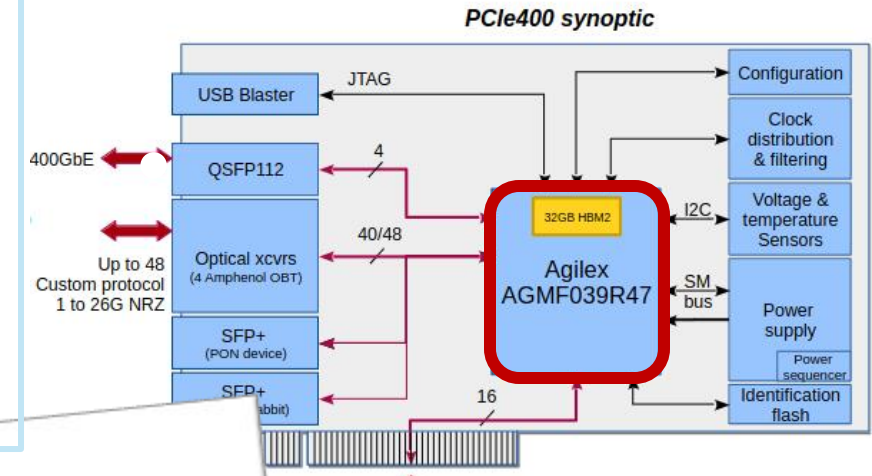 PCIe400 synoptic
USB Blaster
JTAG
400GbE
QSFP112
4
Up to 48
Custom protocol
1 to 26G NRZ
Optical xcvrs
(4 Amphenol OBT)
40/48
SFP+
(PON device)
SFP+
abbit)
32GB HBM2
Agilex
AGMF039R47
16
Configuration
Clock
distribution
& filtering
I2C
Voltage &
temperature
Sensors
SM
bus
Power
supply
Power
sequencer
Identification
flash